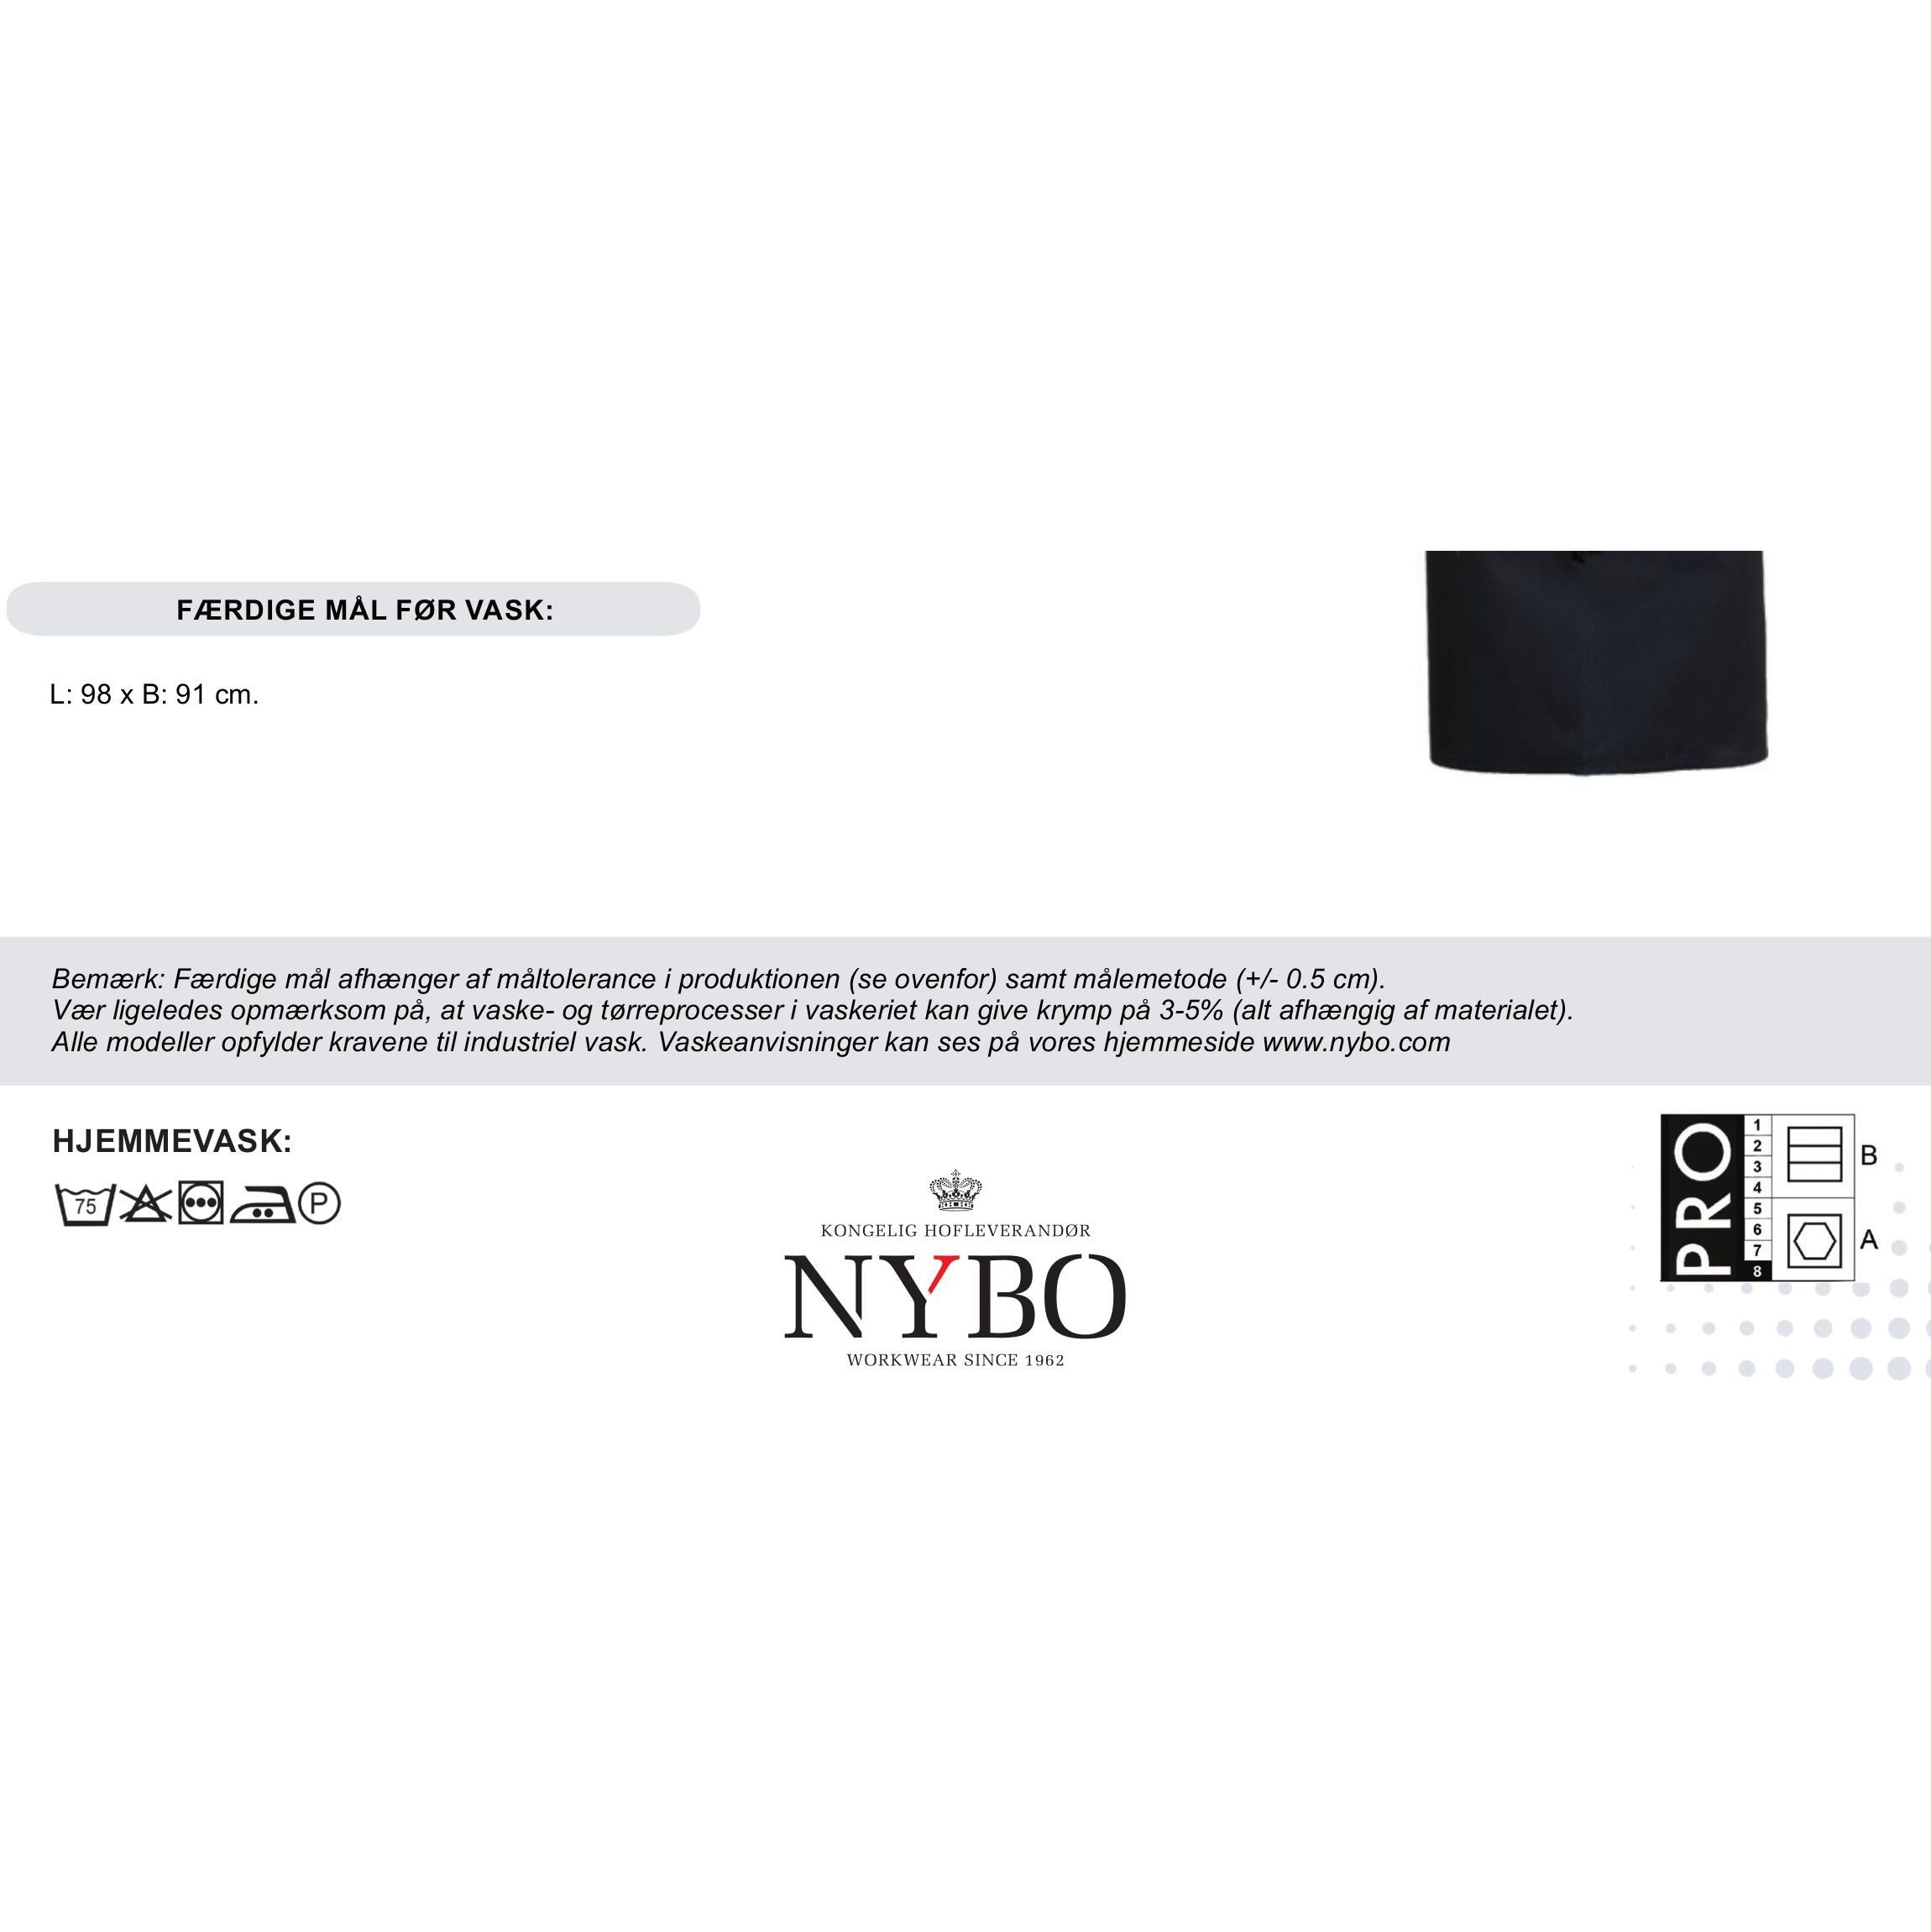 FÆRDIGE MÅL FØR VASK:
L: 98 x B: 91 cm.
Bemærk: Færdige mål afhænger af måltolerance i produktionen (se ovenfor) samt målemetode (+/- 0.5 cm).
Vær ligeledes opmærksom på, at vaske- og tørreprocesser i vaskeriet kan give krymp på 3-5% (alt afhængig af materialet).
Alle modeller opfylder kravene til industriel vask. Vaskeanvisninger kan ses på vores hjemmeside www.nybo.com
HJEMMEVASK:
75
P
KONGELIG HOFLEVERANDØR
NYBO
WORKWEAR SINCE 1962
PRO
1
2
3
4
5
6
7
8
B
A